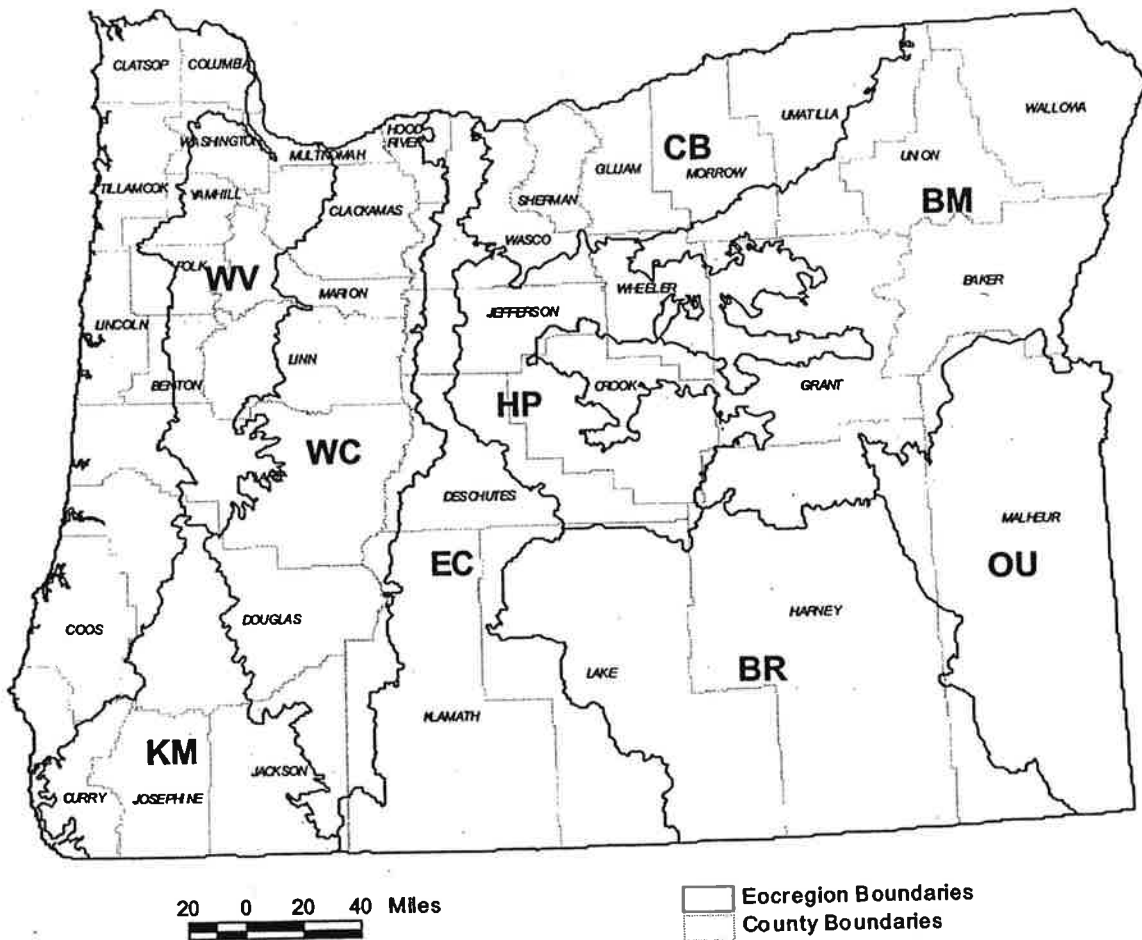 CLATSOP COLUMBA
WASHINGTON
MULTNOMAH
HOOD
RIVER
UMATILLA
WALLOWA
TILLAMOOK
YAMHILL
CLACKAMAS
SHERMAN
GILLIAM
CB
MORROW
UNION
BM
WASCO
POLK
WV
MARION
JEFFERSON
WHEELER
BAKER
LINCOLN
BENTON
LINN
HP
CROOK
GRANT
WC
DESCHUTES
EC
MALHEUR
OU
COOS
DOUGLAS
HARNEY
LAKE
BR
KLAMATH
KM
JACKSON
CURRY
JOSEPHINE
20 0 20 40 Miles
Eocregion Boundaries
County Boundaries